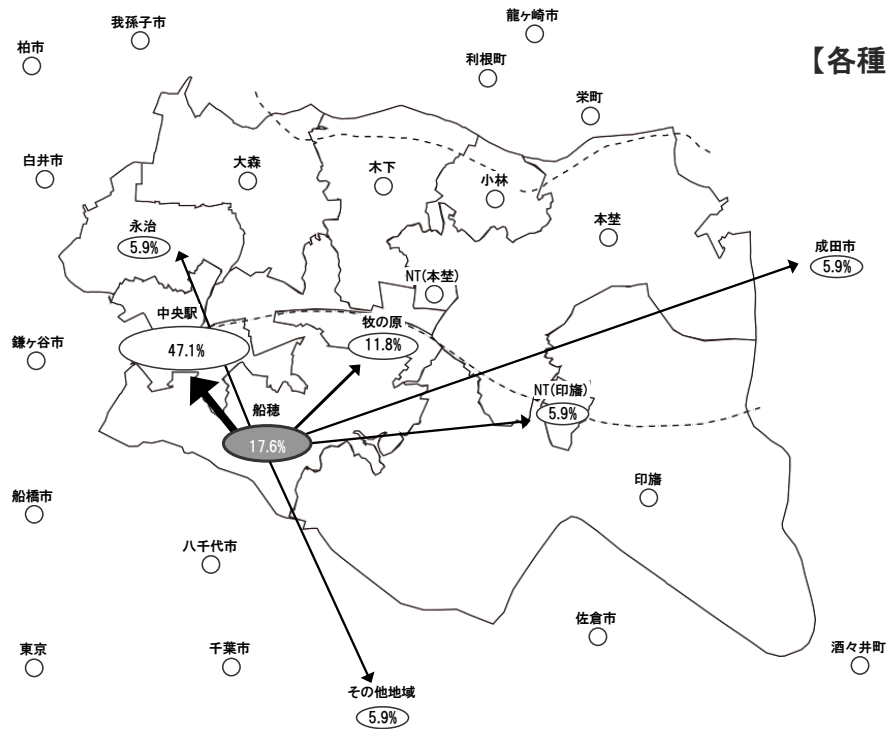 龍ヶ崎市
我孫子市
柏市
利根町
【各種
栄町
白井市
大森
木下
小林
永治
5.9%
本埜
成田市
5.9%
NT(本埜)
中央駅
47.1%
牧の原
11.8%
鎌ヶ谷市
NT(印旛)
5.9%
船穂
17.6%
印旛
船橋市
八千代市
佐倉市
東京
千葉市
酒々井町
その他地域
5.9%